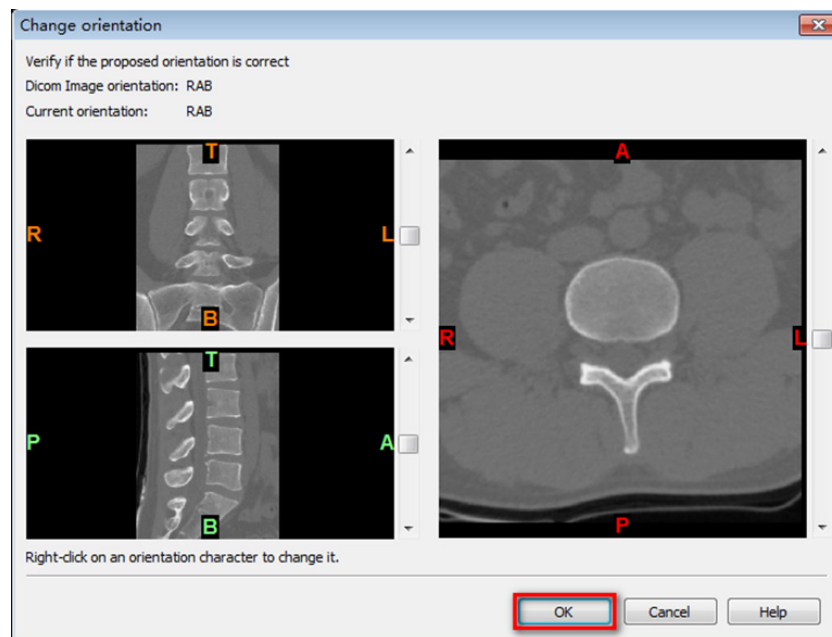 Change orientation
Verify if the proposed orientation is correct
Dicom Image orientation: RAB
Current orientation: RAB
T
R L
B
T
P A
B
A
R L
P
Right-click on an orientation character to change it.
OK Cancel Help